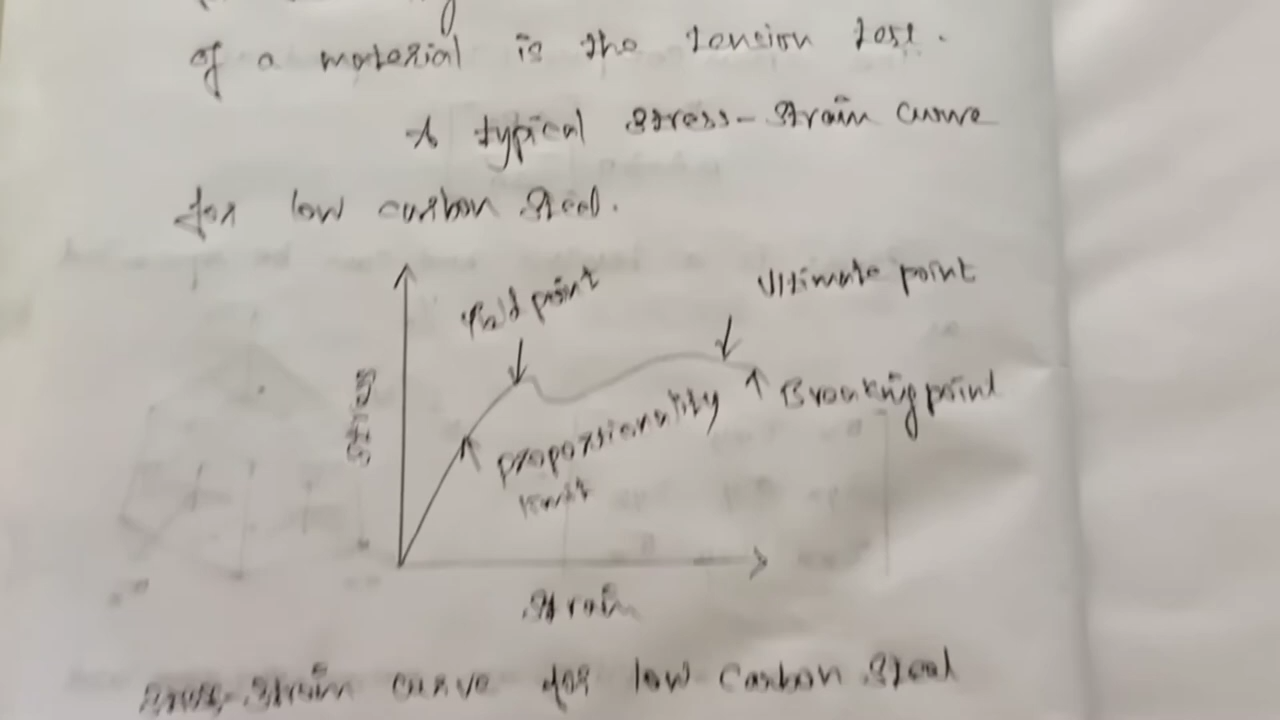 of a material is the tension test.
A typical stress-strain curve
for low carbon steel.
Yield point
Ultimate point
Stress
Breaking point
proportionality
limit
Strain
Stress-strain curve for low carbon steel